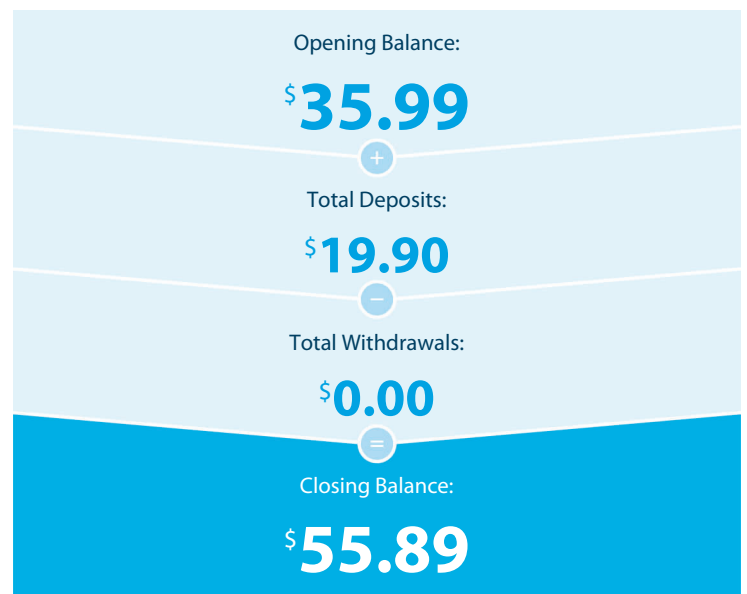 Opening Balance:
$35.99
+
Total Deposits:
$19.90
−
Total Withdrawals:
$0.00
=
Closing Balance:
$55.89